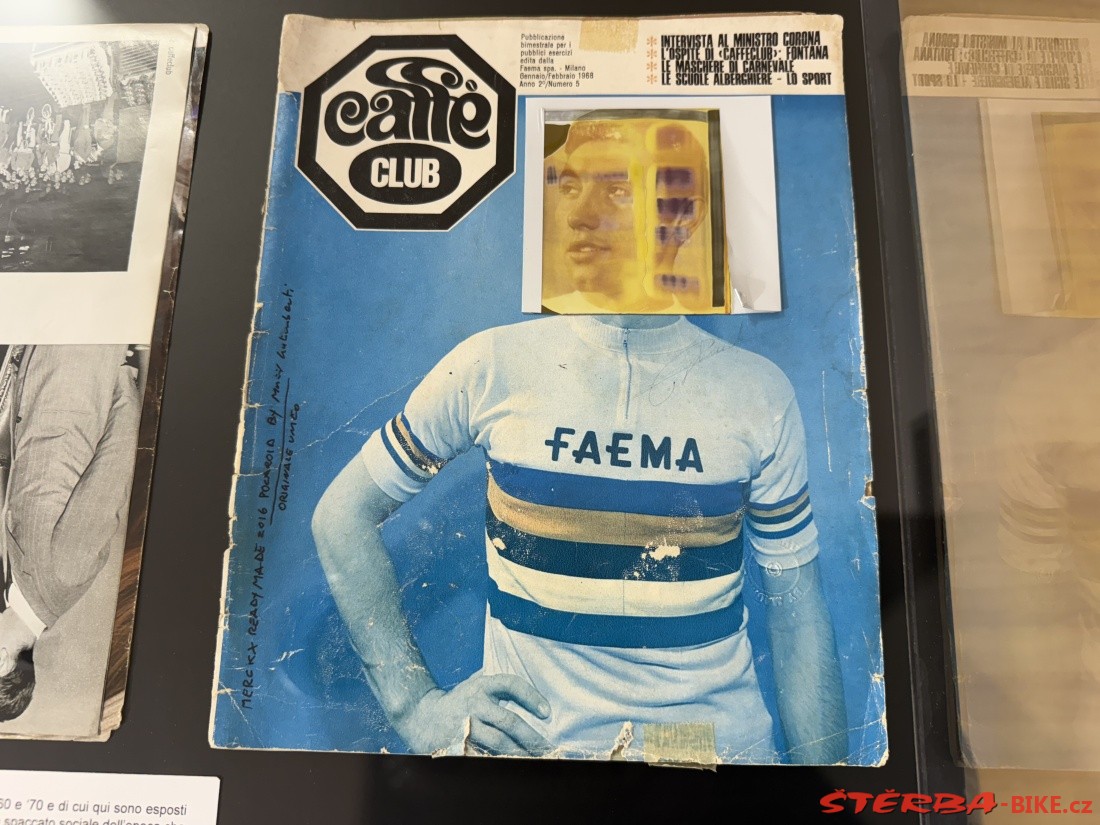 caffè
CLUB
Pubblicazione
bimestrale per i
pubblici esercizi
edita dalla
Faema spa. - Milano
Gennaio/Febbraio 1968
Anno 2º/Numero 5
* INTERVISTA AL MINISTRO CORONA
* L'OSPITE DI «CAFFECLUB»: FONTANA
* LE MASCHERE DI CARNEVALE
* LE SCUOLE ALBERGHIERE - LO SPORT
FAEMA
READY MADE 2016 POLAROID BY
ORIGINALE UNICO
60 e '70 e di cui qui sono esposti
spaccato sociale dell'epoca che
ŠTĚRBA-BIKE.cz